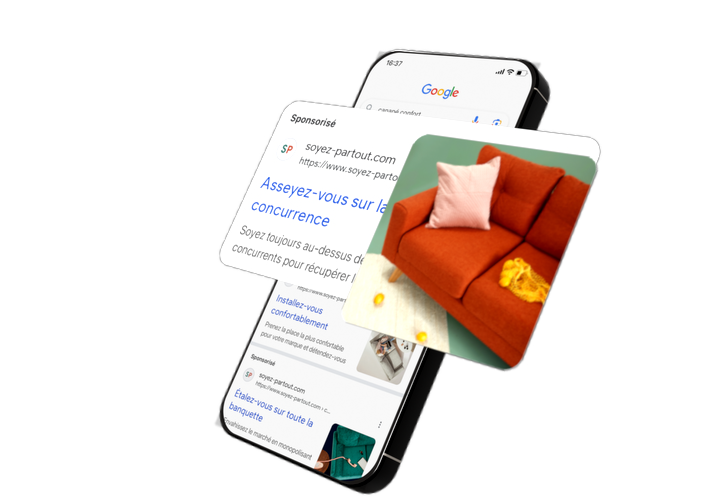 16:37
Google
canapé confort
Sponsorisé
SP
soyez-partout.com
https://www.soyez-parto
Asseyez-vous sur la
concurrence
Soyez toujours au-dessus de
concurrents pour récupérer
https://www.soyez-part
Installez-vous
confortablement
Prenez la place la plus confortable
pour votre marque et détendez-vous
Sponsorisé
SP
soyez-partout.com
https://www.soyez-partout.com › c...
Étalez-vous sur toute la
banquette
Envahissez le marché en monopolisant